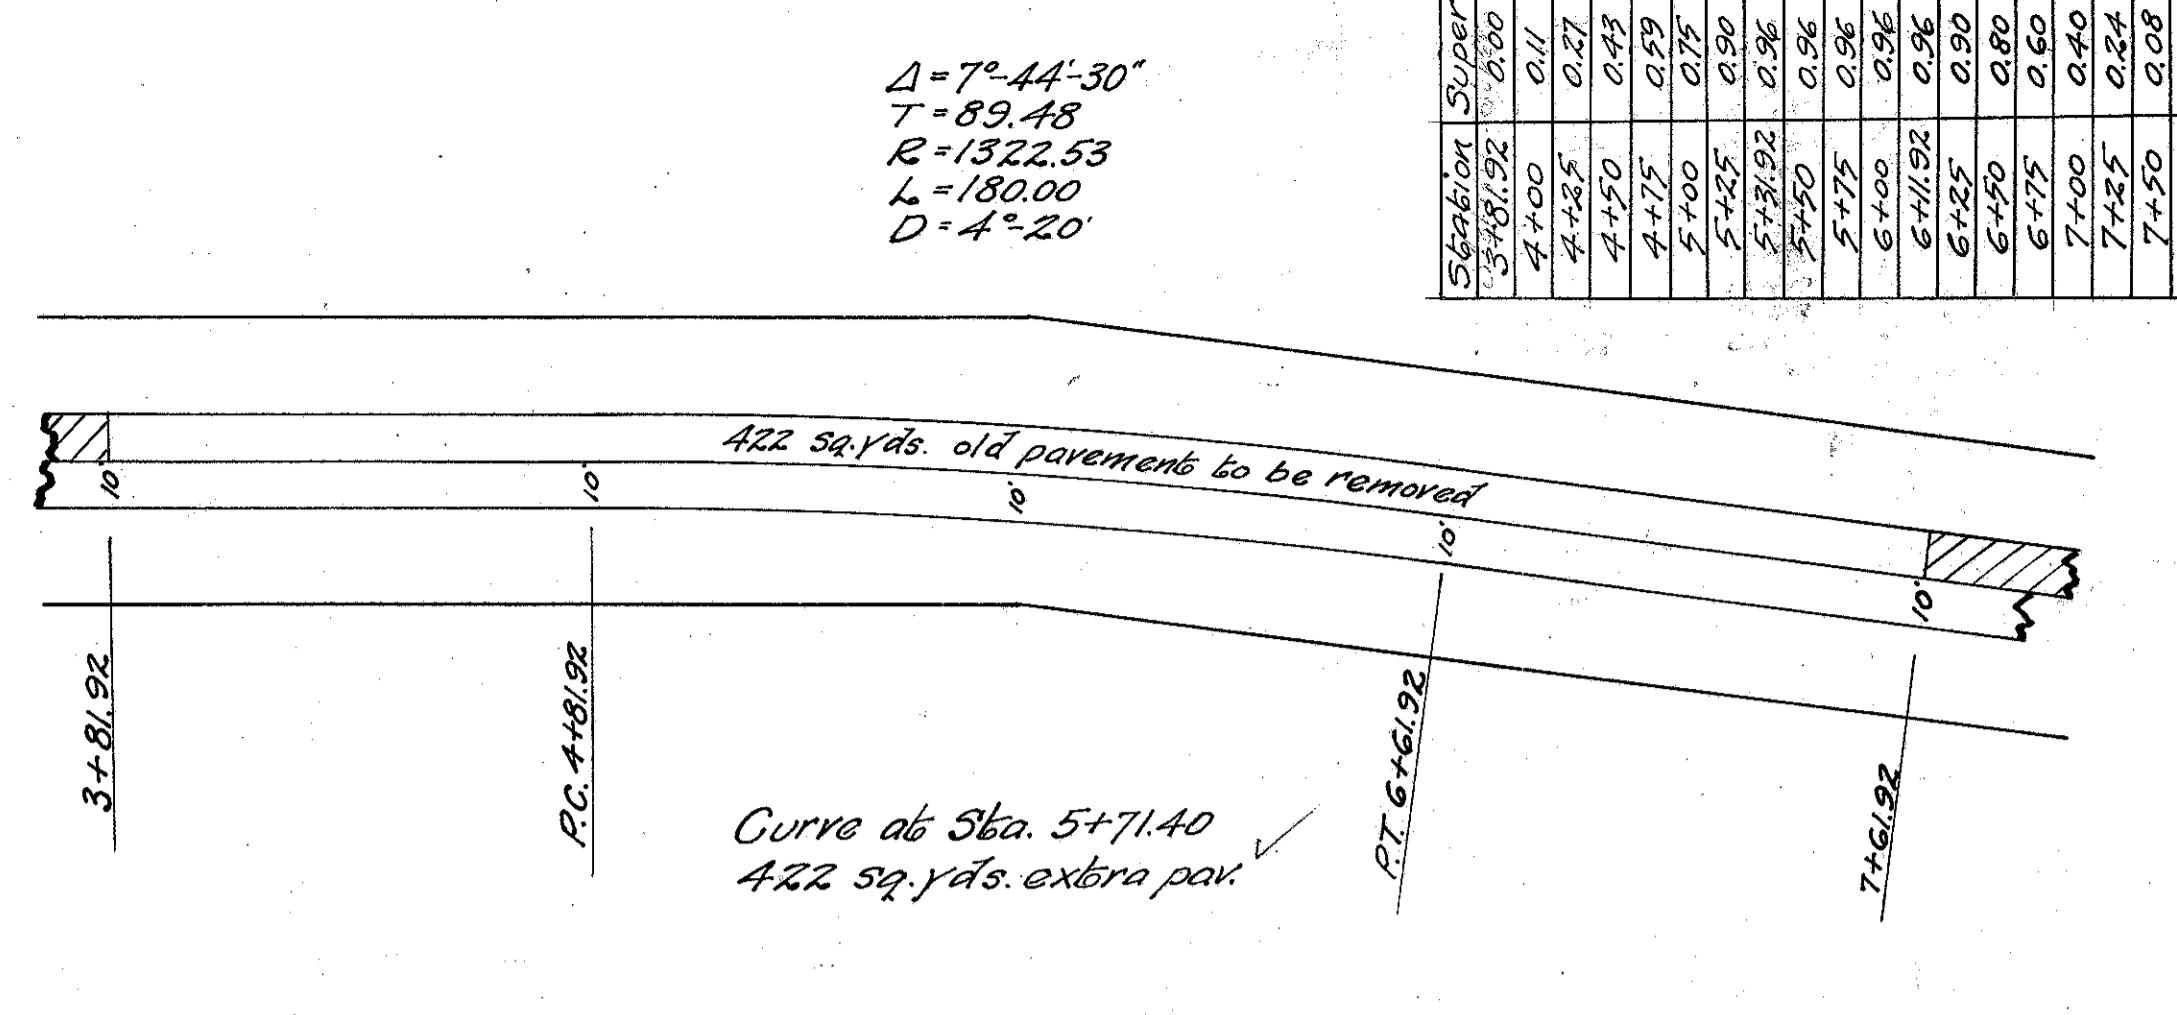 Δ = 7°-44'-30"
T = 89.48
R = 1322.53
L = 180.00
D = 4°-20'
Station Super
3+81.92 0.00
4+00 0.11
4+25 0.27
4+50 0.43
4+75 0.59
5+00 0.75
5+25 0.90
5+31.92 0.96
5+50 0.96
5+75 0.96
6+00 0.96
6+11.92 0.96
6+25 0.90
6+50 0.80
6+75 0.60
7+00 0.40
7+25 0.24
7+50 0.08
422 sq.yds. old pavement to be removed
10' 10' 10' 10' 10'
3+81.92
P.C. 4+81.92
P.T. 6+61.92
7+61.92
Curve at Sta. 5+71.40
422 sq.yds. extra pav.